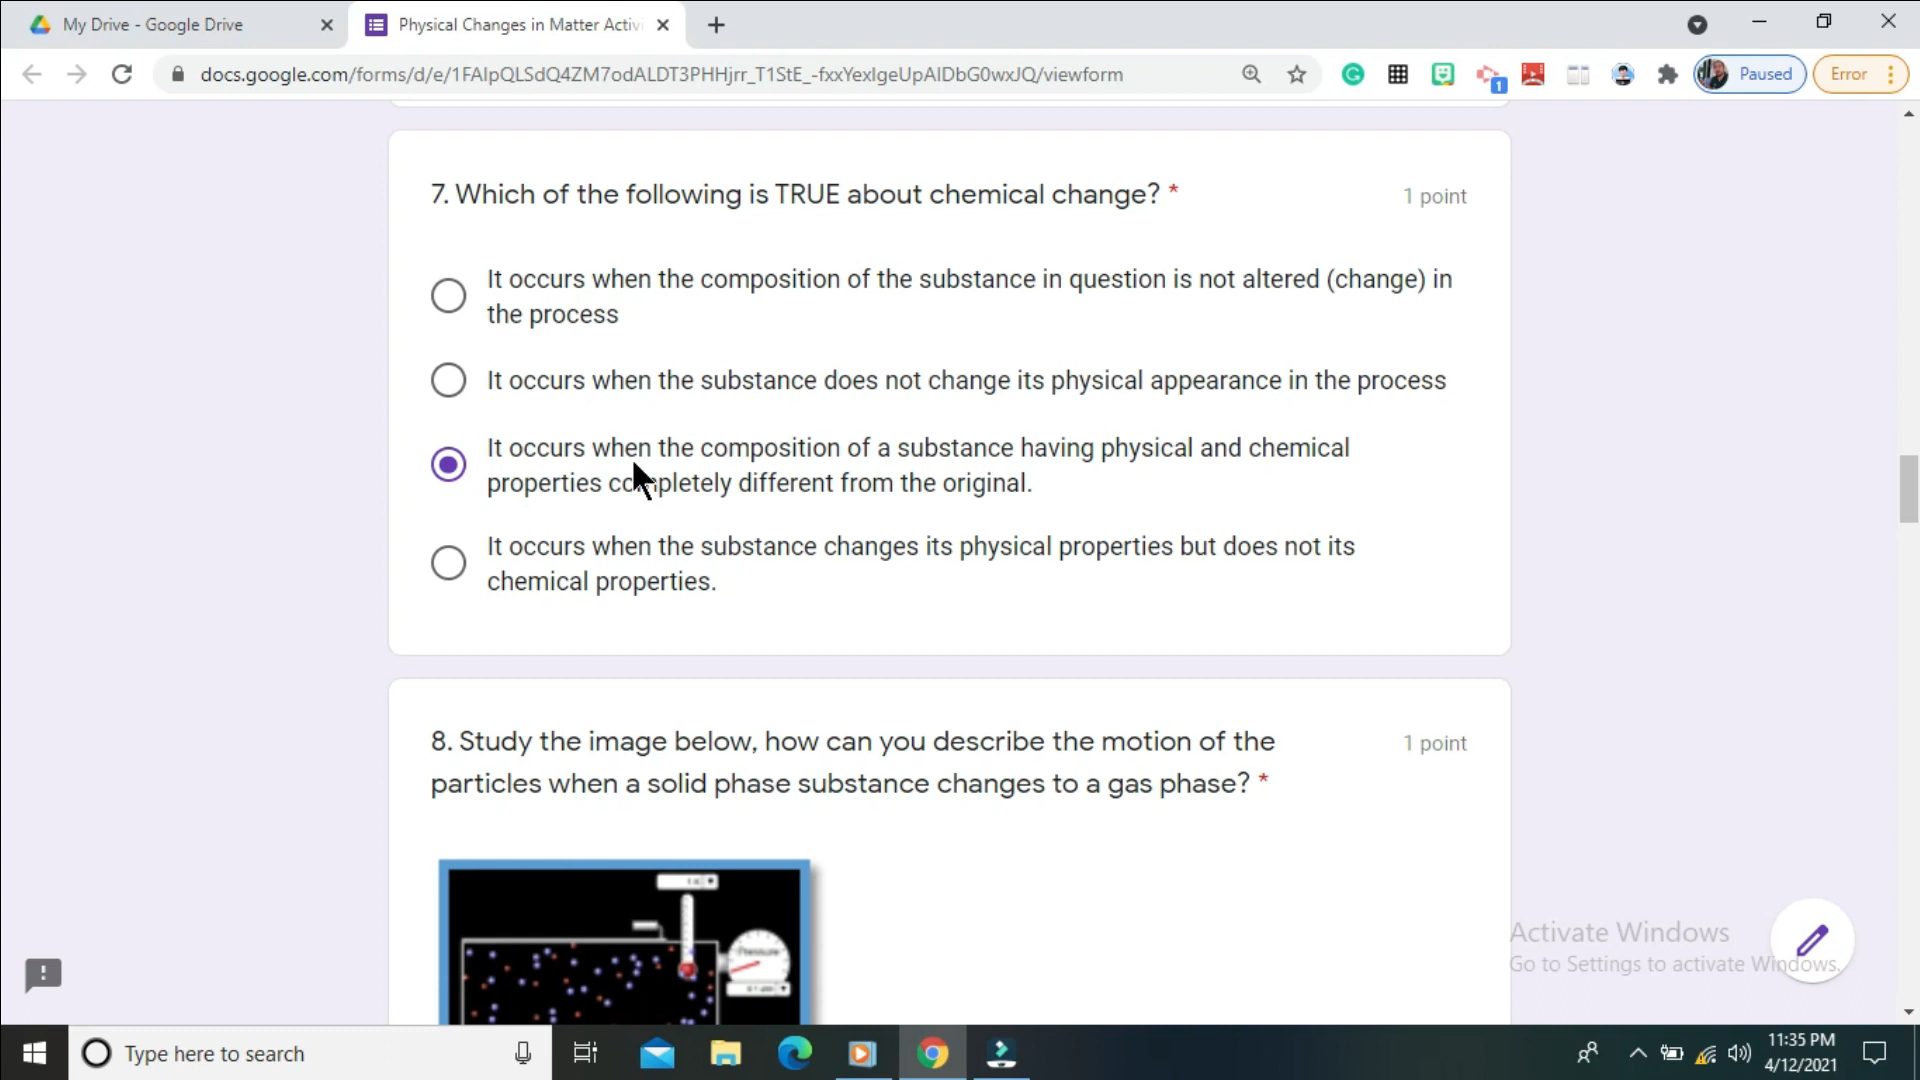 My Drive - Google Drive
Physical Changes in Matter Activi
docs.google.com/forms/d/e/1FAIpQLSdQ4ZM7odALDT3PHHjrr_T1StE_-fxxYexIgeUpAIDbG0wxJQ/viewform
1
Paused
Error
7. Which of the following is TRUE about chemical change? *
1 point
It occurs when the composition of the substance in question is not altered (change) in
the process
It occurs when the substance does not change its physical appearance in the process
It occurs when the composition of a substance having physical and chemical
properties completely different from the original.
It occurs when the substance changes its physical properties but does not its
chemical properties.
8. Study the image below, how can you describe the motion of the
particles when a solid phase substance changes to a gas phase? *
1 point
Pressure
Activate Windows
Go to Settings to activate Windows.
Type here to search
11:35 PM
4/12/2021